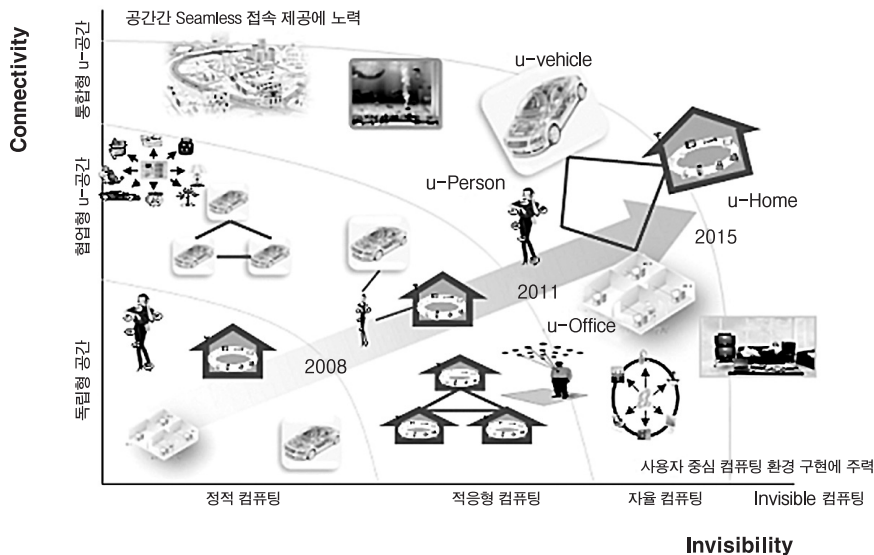 공간간 Seamless 접속 제공에 노력
Connectivity
통합형 u-공간
협업형 u-공간
독립형 공간
u-vehicle
u-Person
u-Home
2015
2011
u-Office
2008
사용자 중심 컴퓨팅 환경 구현에 주력
정적 컴퓨팅
적응형 컴퓨팅
자율 컴퓨팅
Invisible 컴퓨팅
Invisibility